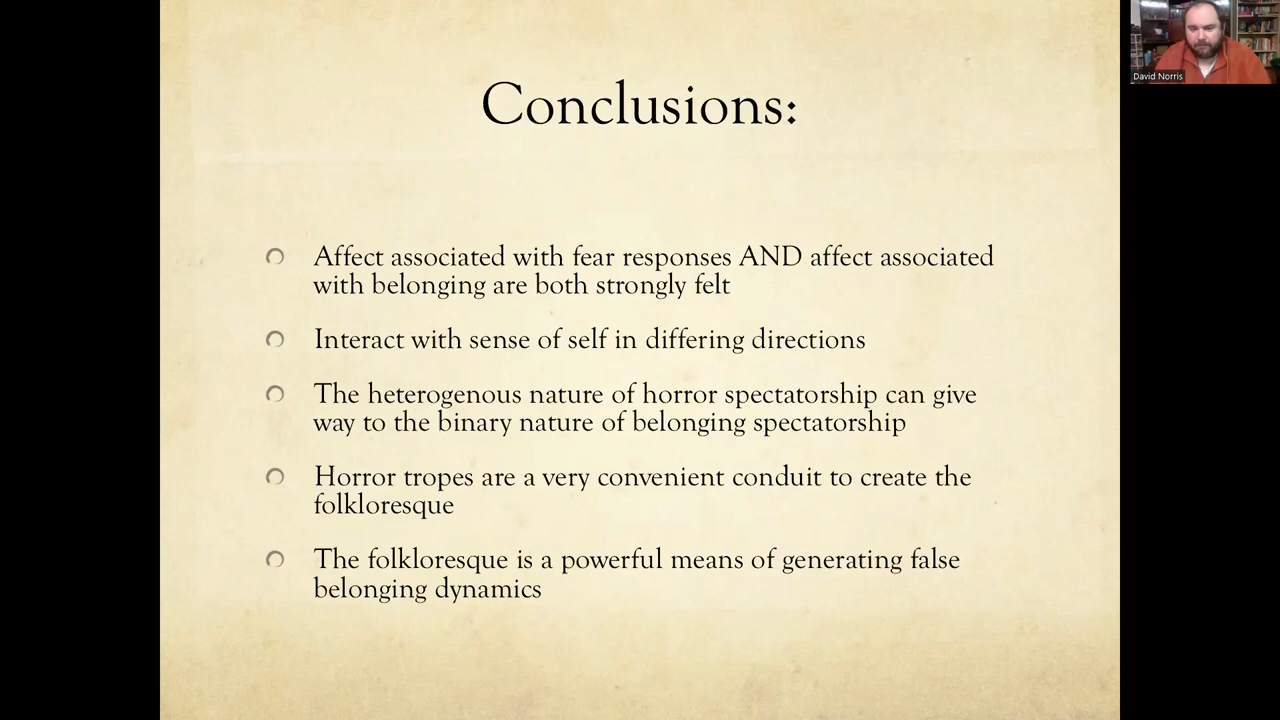 Conclusions:
Affect associated with fear responses AND affect associated
with belonging are both strongly felt
Interact with sense of self in differing directions
The heterogenous nature of horror spectatorship can give
way to the binary nature of belonging spectatorship
Horror tropes are a very convenient conduit to create the
folkloresque
The folkloresque is a powerful means of generating false
belonging dynamics
David Norris